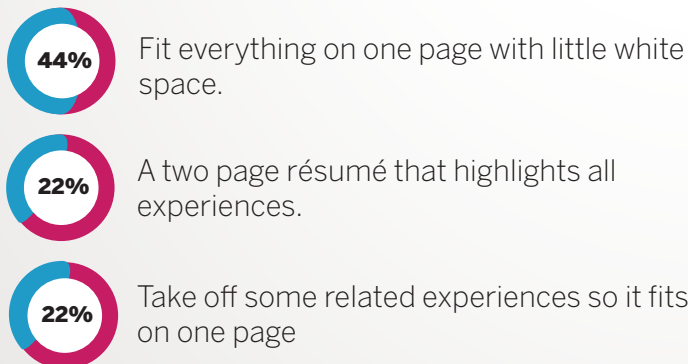 44%
Fit everything on one page with little white
space.
22%
A two page résumé that highlights all
experiences.
22%
Take off some related experiences so it fits
on one page